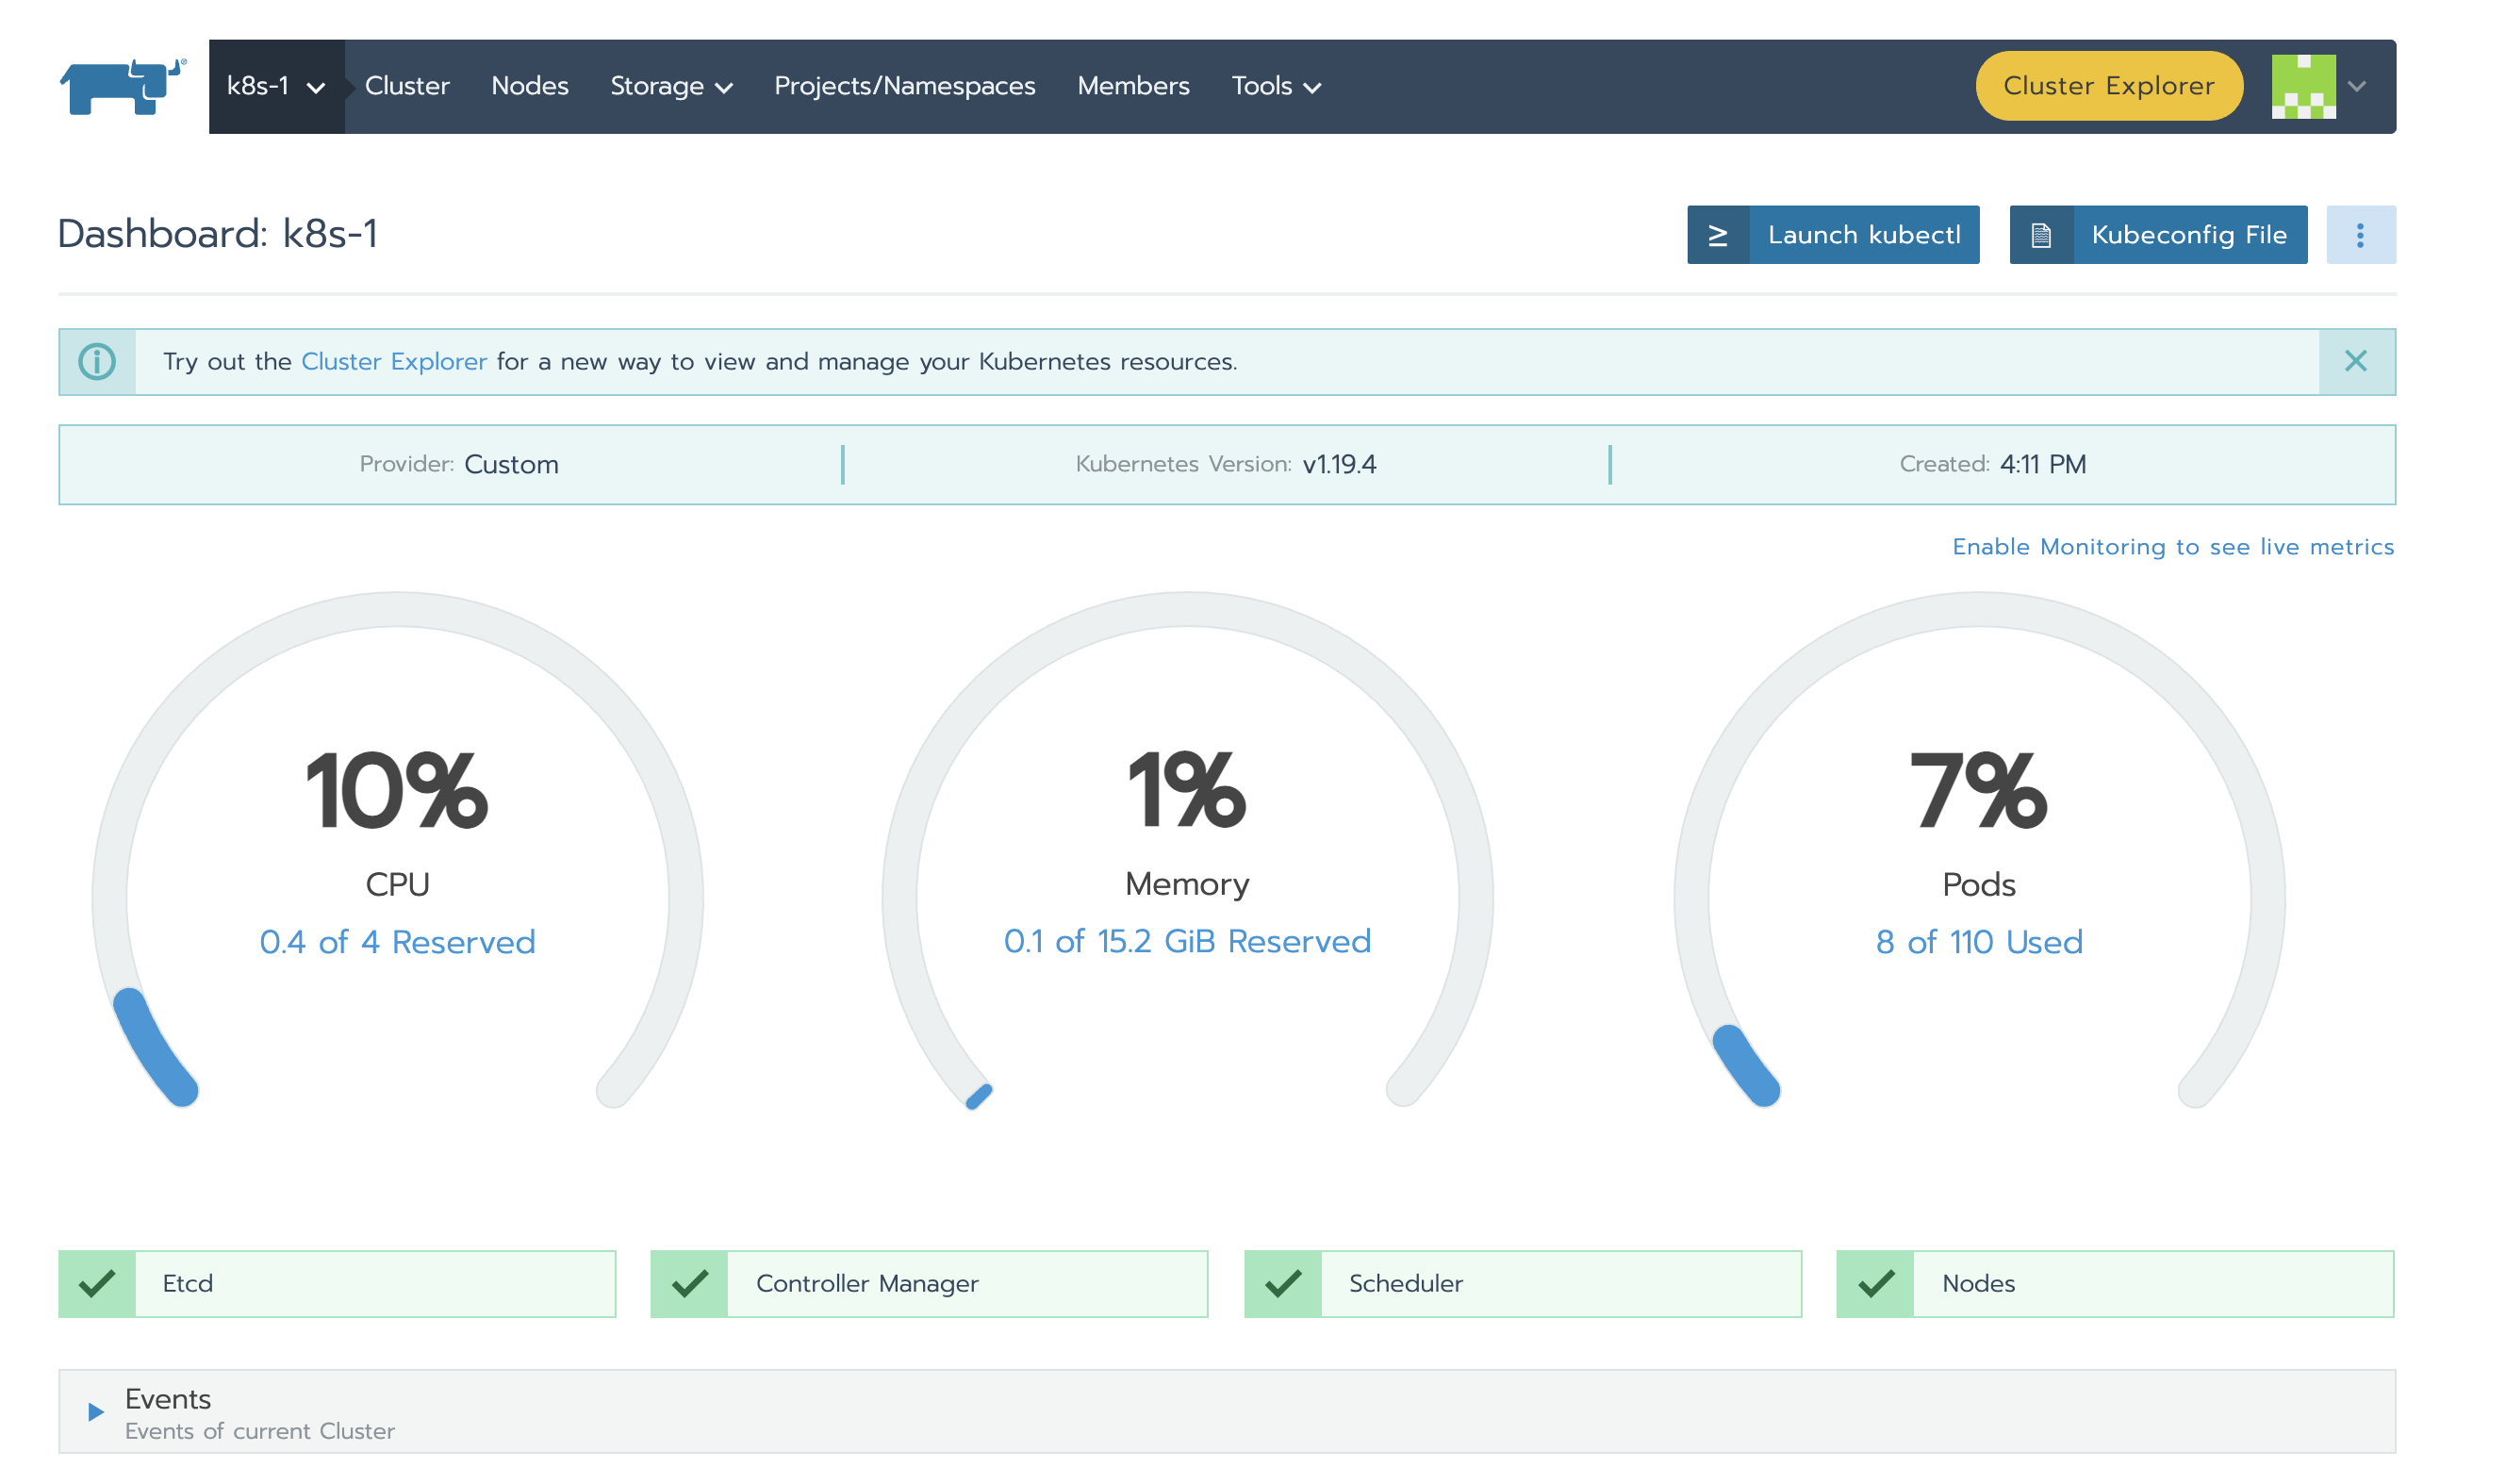 k8s-1 Cluster Nodes Storage Projects/Namespaces Members Tools Cluster Explorer
Dashboard: k8s-1
Launch kubectl
Kubeconfig File
Try out the Cluster Explorer for a new way to view and manage your Kubernetes resources.
Provider: Custom
Kubernetes Version: v1.19.4
Created: 4:11 PM
Enable Monitoring to see live metrics
10%
CPU
0.4 of 4 Reserved
1%
Memory
0.1 of 15.2 GiB Reserved
7%
Pods
8 of 110 Used
Etcd
Controller Manager
Scheduler
Nodes
Events
Events of current Cluster